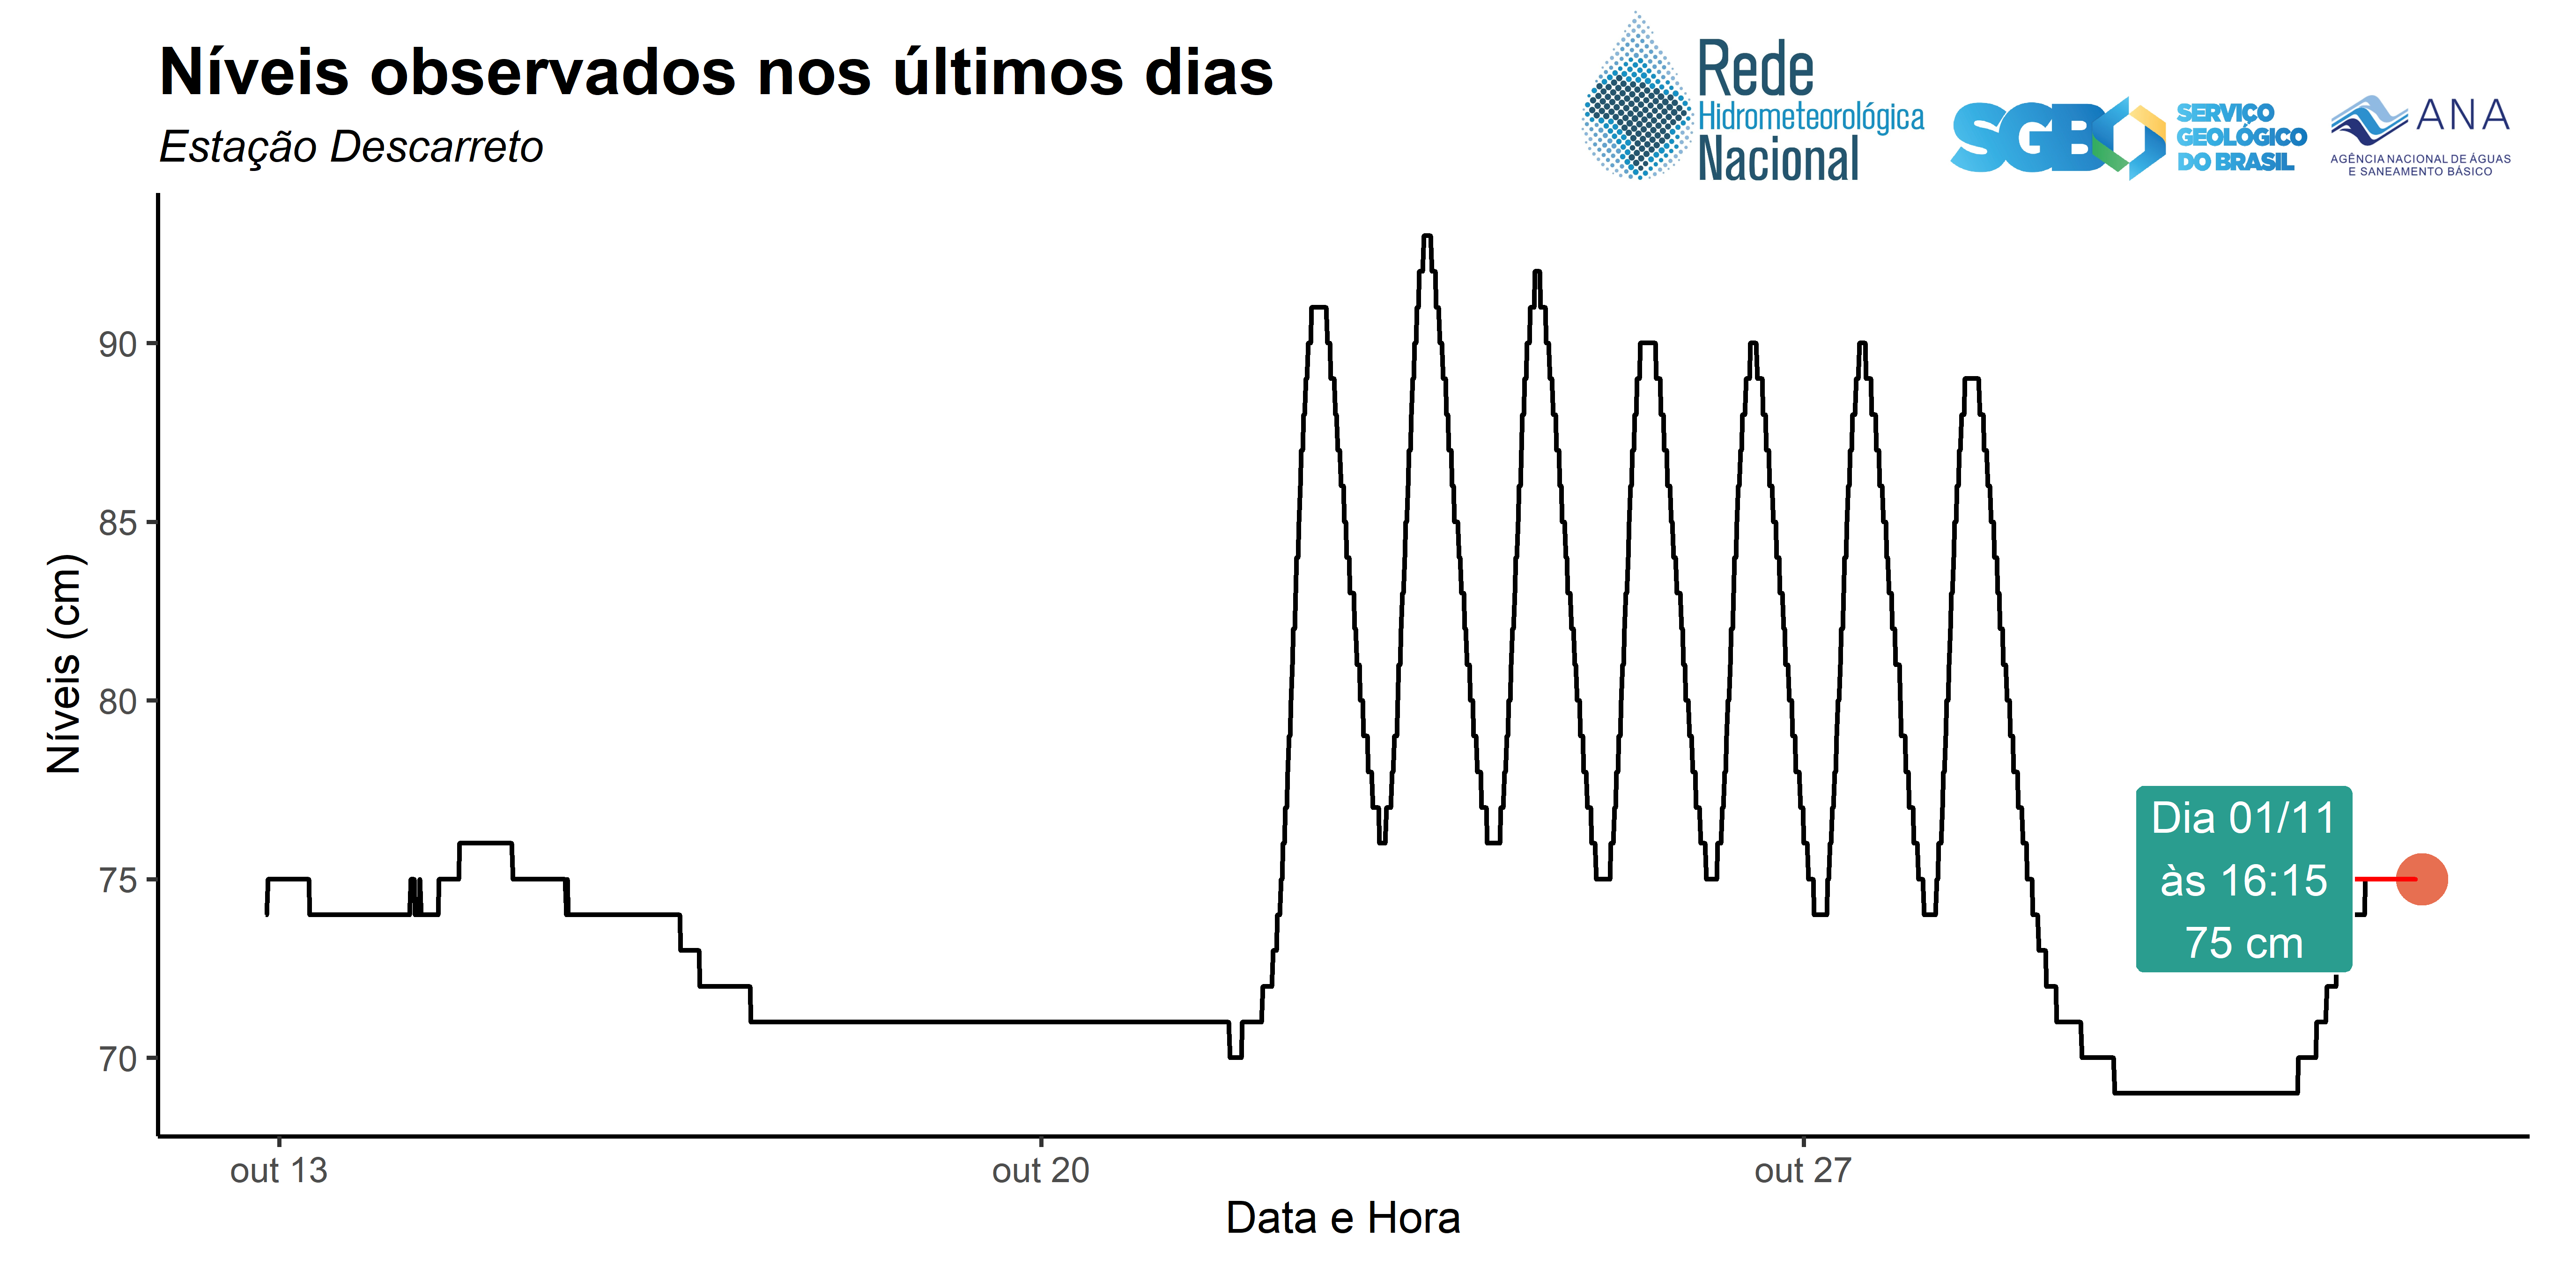 Níveis observados nos últimos dias
Estação Descarreto
Rede
Hidrometeorológica
Nacional
SGB
SERVIÇO
GEOLÓGICO
DO BRASIL
ANA
AGÊNCIA NACIONAL DE ÁGUAS
E SANEAMENTO BÁSICO
Níveis (cm)
90
85
80
75
70
Dia 01/11
às 16:15
75 cm
out 13
out 20
out 27
Data e Hora